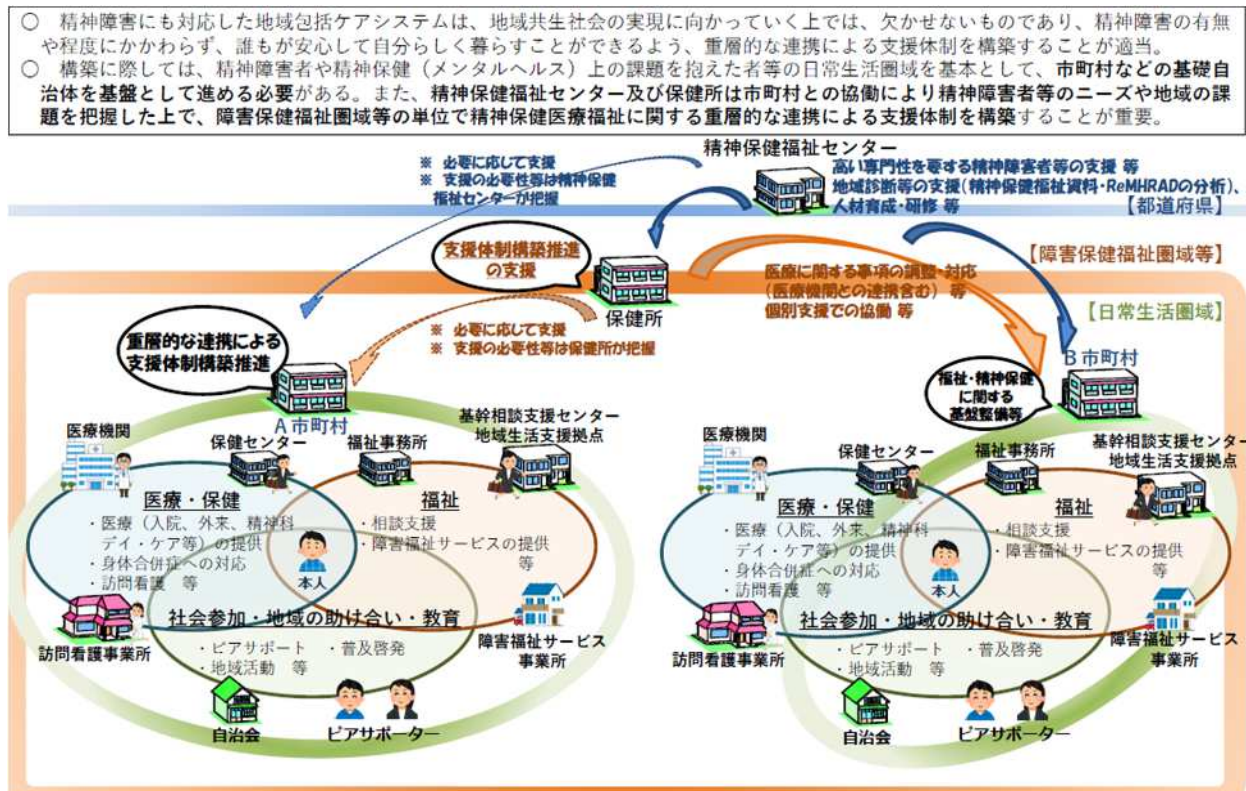 ○ 精神障害にも対応した地域包括ケアシステムは、地域共生社会の実現に向かっていく上では、欠かせないものであり、精神障害の有無
や程度にかかわらず、誰もが安心して自分らしく暮らすことができるよう、重層的な連携による支援体制を構築することが適当。
○ 構築に際しては、精神障害者や精神保健（メンタルヘルス）上の課題を抱えた者等の日常生活圏域を基本として、市町村などの基礎自
治体を基盤として進める必要がある。また、精神保健福祉センター及び保健所は市町村との協働により精神障害者等のニーズや地域の課
題を把握した上で、障害保健福祉圏域等の単位で精神保健医療福祉に関する重層的な連携による支援体制を構築することが重要。
精神保健福祉センター
※ 必要に応じて支援
※ 支援の必要性等は精神保健
福祉センターが把握
高い専門性を要する精神障害者等の支援 等
地域診断等の支援（精神保健福祉資料・ReMHRADの分析）、
人材育成・研修 等
【都道府県】
支援体制構築推進
の支援
保健所
【障害保健福祉圏域等】
医療に関する事項の調整・対応
（医療機関との連携含む） 等
個別支援での協働 等
【日常生活圏域】
※ 必要に応じて支援
※ 支援の必要性等は保健所が把握
重層的な連携による
支援体制構築推進
A市町村
医療機関
保健センター
福祉事務所
基幹相談支援センター
地域生活支援拠点
医療・保健
・医療（入院、外来、精神科
デイ・ケア等）の提供
・身体合併症への対応
・訪問看護 等
福祉
・相談支援
・障害福祉サービスの提供
等
本人
社会参加・地域の助け合い・教育
・ピアサポート ・普及啓発
・地域活動 等
訪問看護事業所
障害福祉サービス
事業所
自治会
ピアサポーター
B市町村
福祉・精神保健
に関する
基盤整備等
医療機関
保健センター
福祉事務所
基幹相談支援センター
地域生活支援拠点
医療・保健
・医療（入院、外来、精神科
デイ・ケア等）の提供
・身体合併症への対応
・訪問看護 等
福祉
・相談支援
・障害福祉サービスの提供
等
本人
社会参加・地域の助け合い・教育
・ピアサポート ・普及啓発
・地域活動 等
訪問看護事業所
障害福祉サービス
事業所
自治会
ピアサポーター